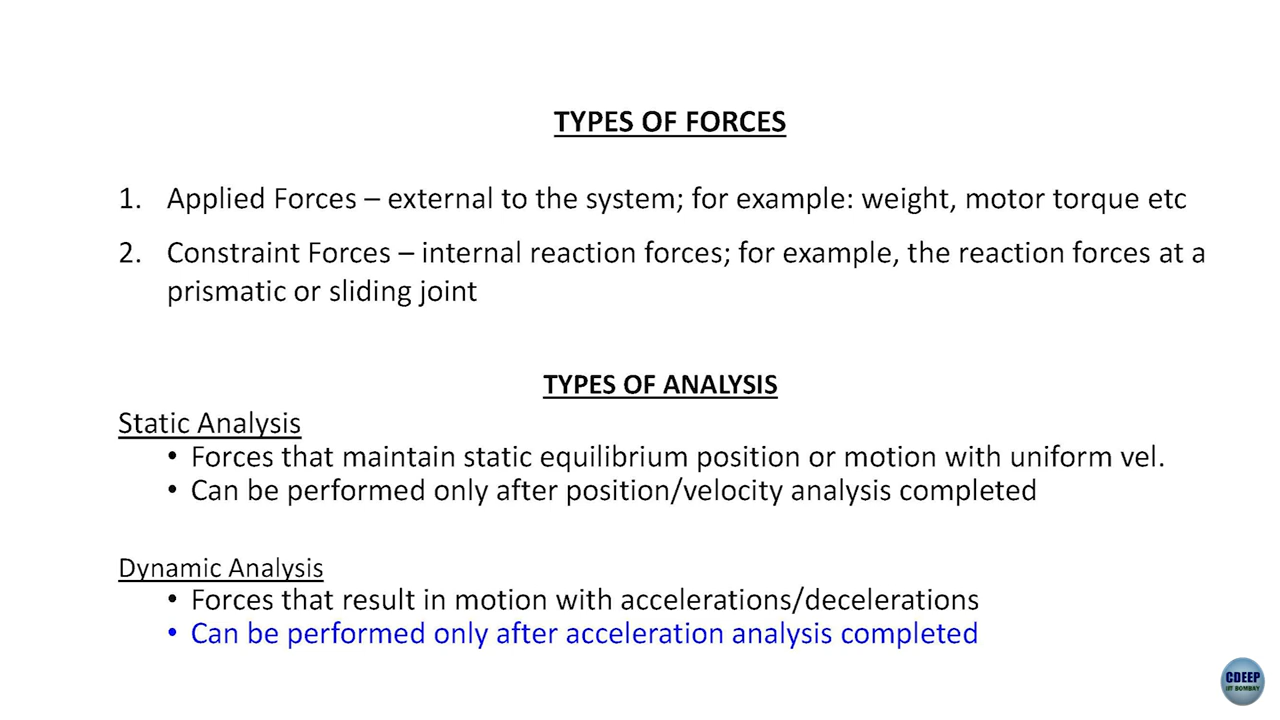 TYPES OF FORCES
1. Applied Forces – external to the system; for example: weight, motor torque etc
2. Constraint Forces – internal reaction forces; for example, the reaction forces at a
prismatic or sliding joint
TYPES OF ANALYSIS
Static Analysis
• Forces that maintain static equilibrium position or motion with uniform vel.
• Can be performed only after position/velocity analysis completed
Dynamic Analysis
• Forces that result in motion with accelerations/decelerations
• Can be performed only after acceleration analysis completed
CDEEP
IIT BOMBAY